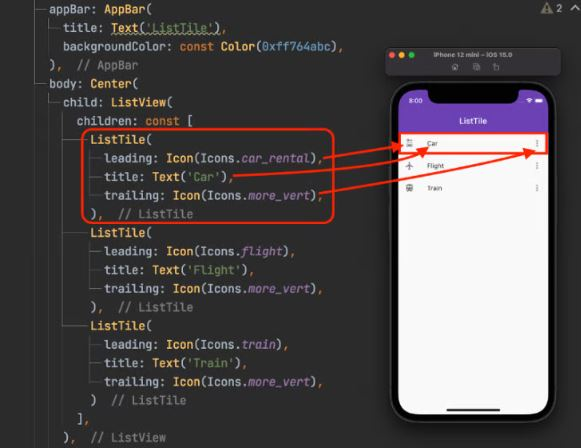 appBar: AppBar(
title: Text('ListTile'),
backgroundColor: const Color(0xff764abc),
), // AppBar
body: Center(
child: ListView(
children: const [
ListTile(
leading: Icon(Icons.car_rental),
title: Text('Car'),
trailing: Icon(Icons.more_vert),
), // ListTile
ListTile(
leading: Icon(Icons.flight),
title: Text('Flight'),
trailing: Icon(Icons.more_vert),
), // ListTile
ListTile(
leading: Icon(Icons.train),
title: Text('Train'),
trailing: Icon(Icons.more_vert),
) // ListTile
],
), // ListView
2
iPhone 12 mini – iOS 15.0
8:00
ListTile
Car
Flight
Train